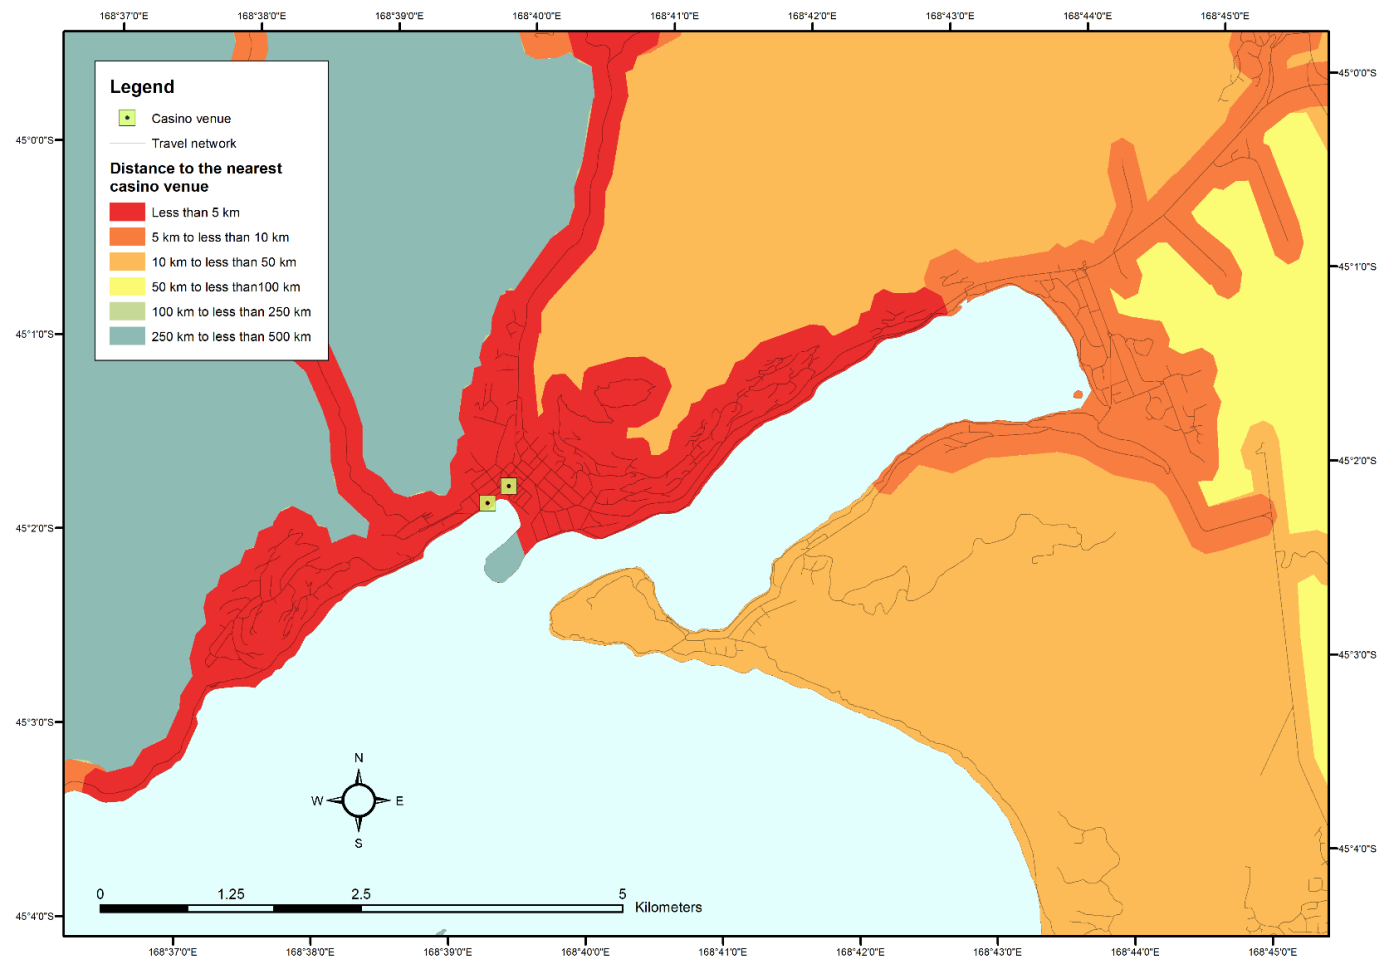 168°37'0"E 168°38'0"E 168°39'0"E 168°40'0"E 168°41'0"E 168°42'0"E 168°43'0"E 168°44'0"E 168°45'0"E
45°0'0"S
45°0'0"S
45°1'0"S
45°1'0"S
45°2'0"S
45°2'0"S
45°3'0"S
45°3'0"S
45°4'0"S
45°4'0"S
Legend
Casino venue
Travel network
Distance to the nearest
casino venue
Less than 5 km
5 km to less than 10 km
10 km to less than 50 km
50 km to less than100 km
100 km to less than 250 km
250 km to less than 500 km
N
W E
S
0 1.25 2.5 5
Kilometers
168°37'0"E 168°38'0"E 168°39'0"E 168°40'0"E 168°41'0"E 168°42'0"E 168°43'0"E 168°44'0"E 168°45'0"E